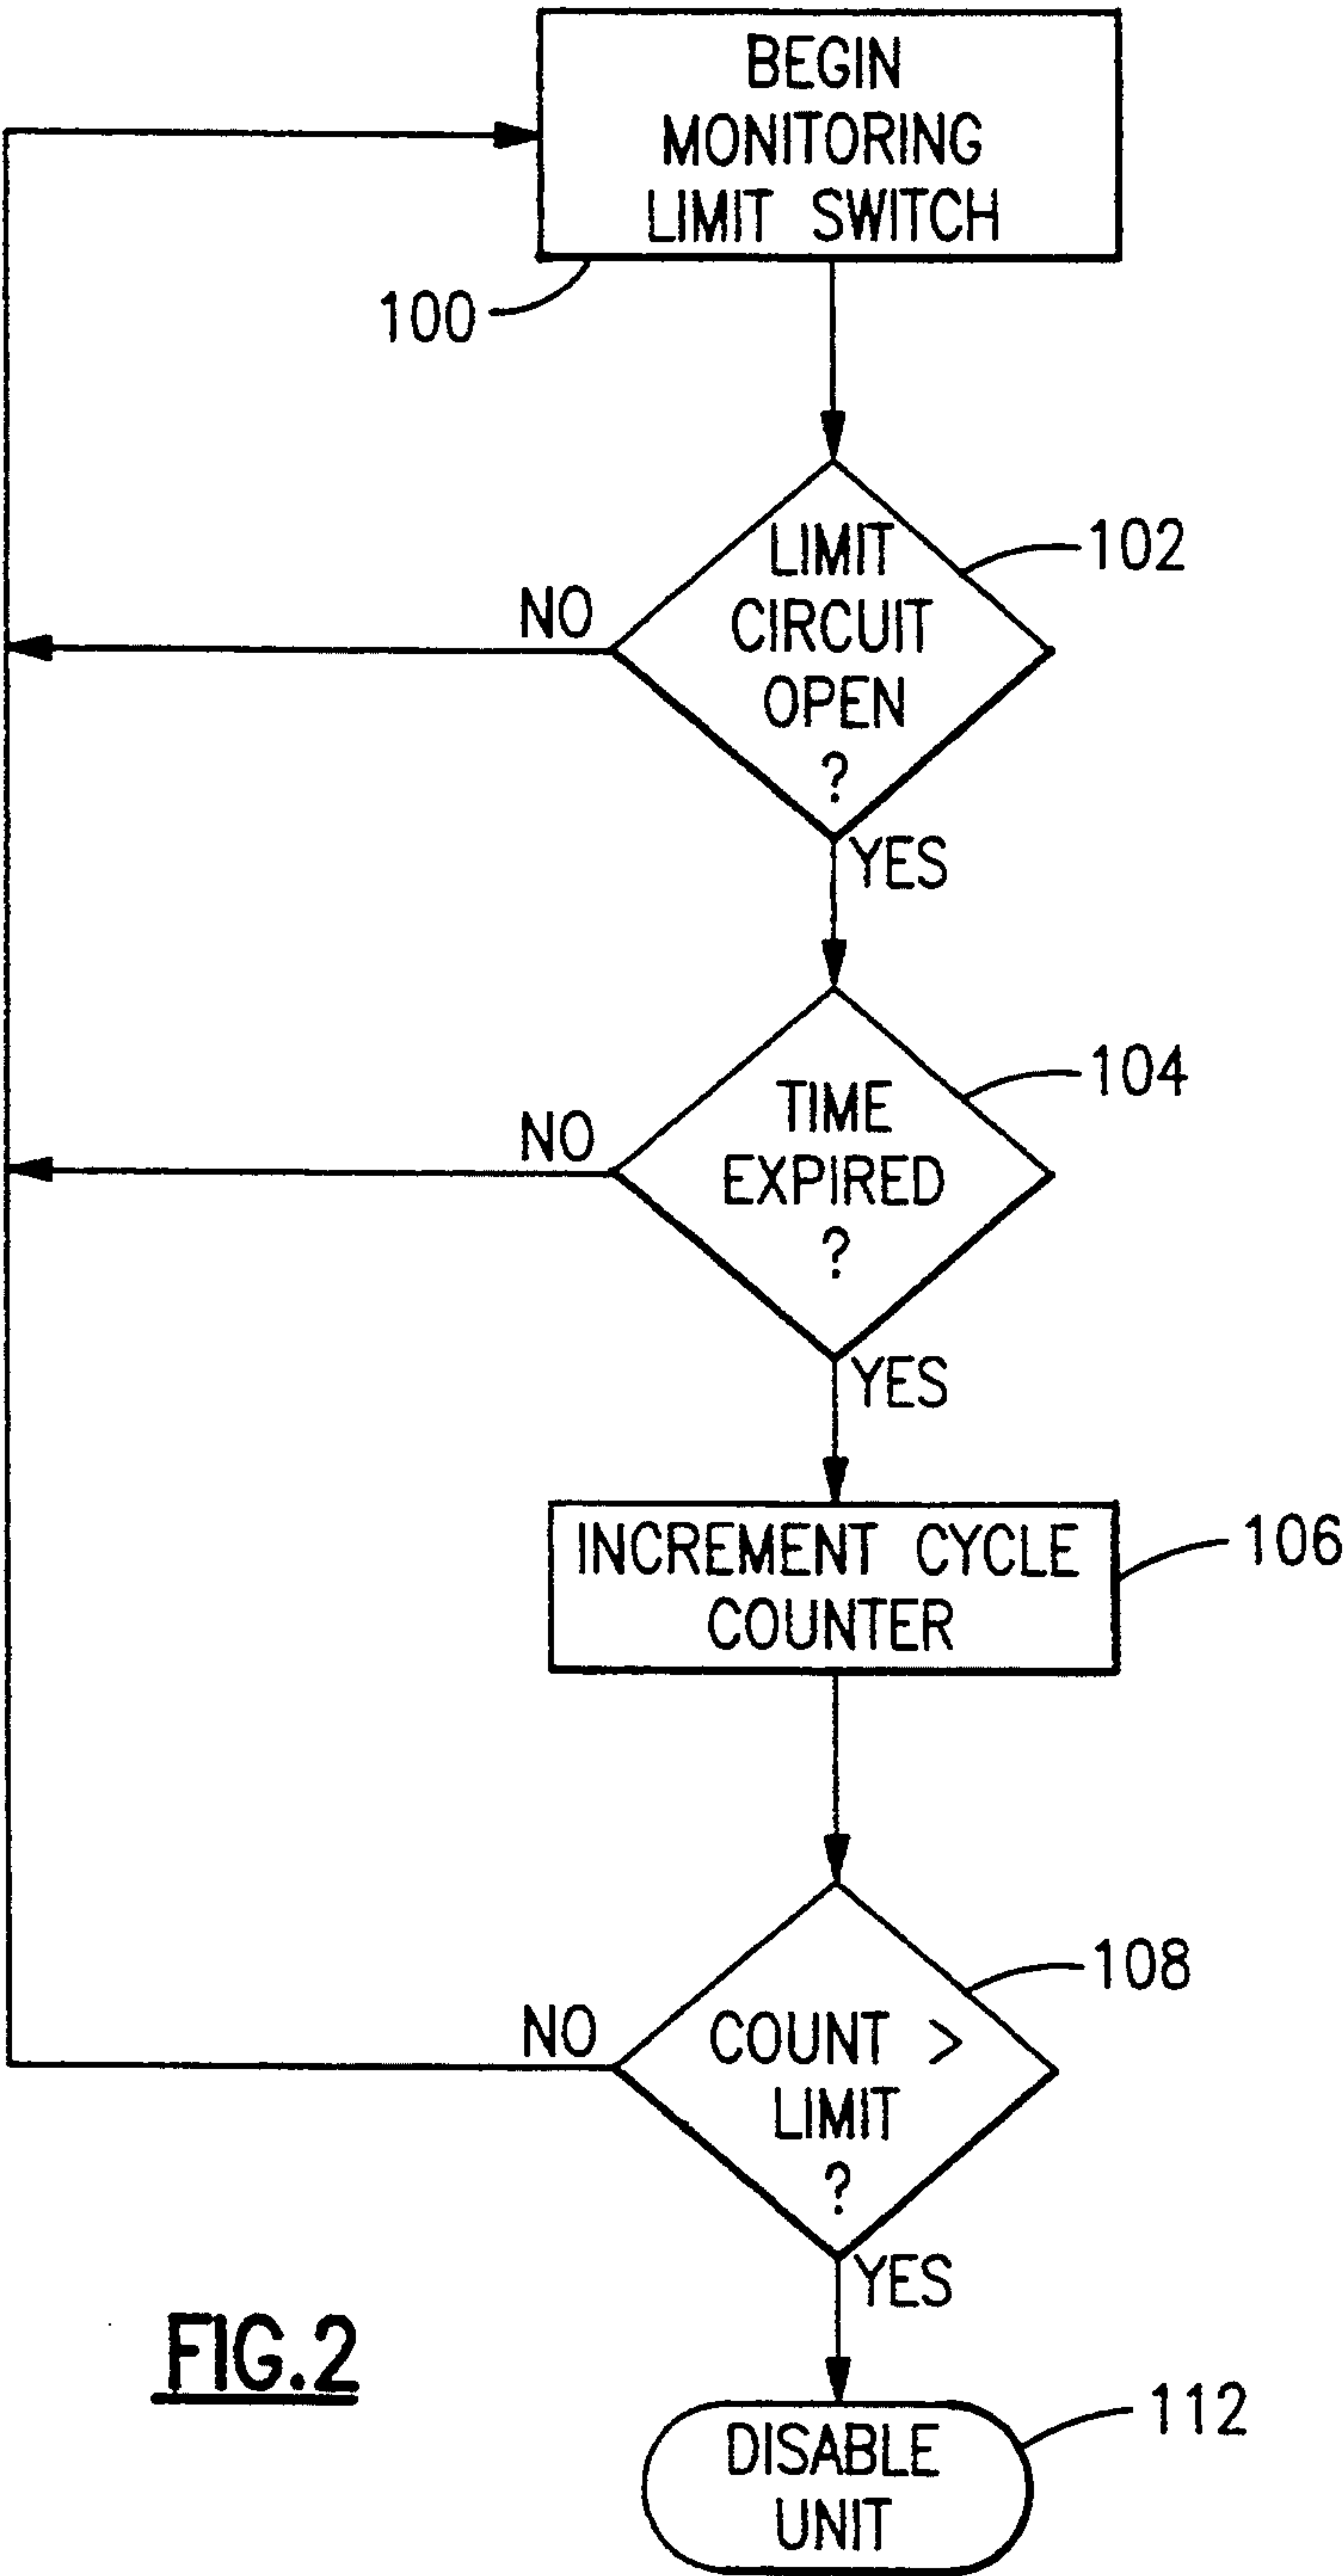 BEGIN
MONITORING
LIMIT SWITCH
100
LIMIT
CIRCUIT
OPEN
?
102
NO
YES
TIME
EXPIRED
?
104
NO
YES
INCREMENT CYCLE
COUNTER
106
COUNT >
LIMIT
?
108
NO
YES
DISABLE
UNIT
112
FIG.2